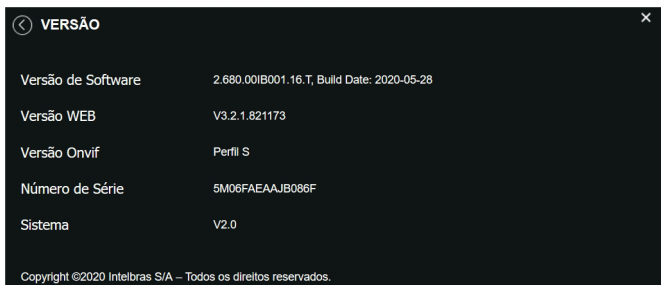 VERSÃO
Versão de Software 2.680.00IB001.16.T, Build Date: 2020-05-28
Versão WEB V3.2.1.821173
Versão Onvif Perfil S
Número de Série 5M06FAEAAJB086F
Sistema V2.0
Copyright ©2020 Intelbras S/A – Todos os direitos reservados.